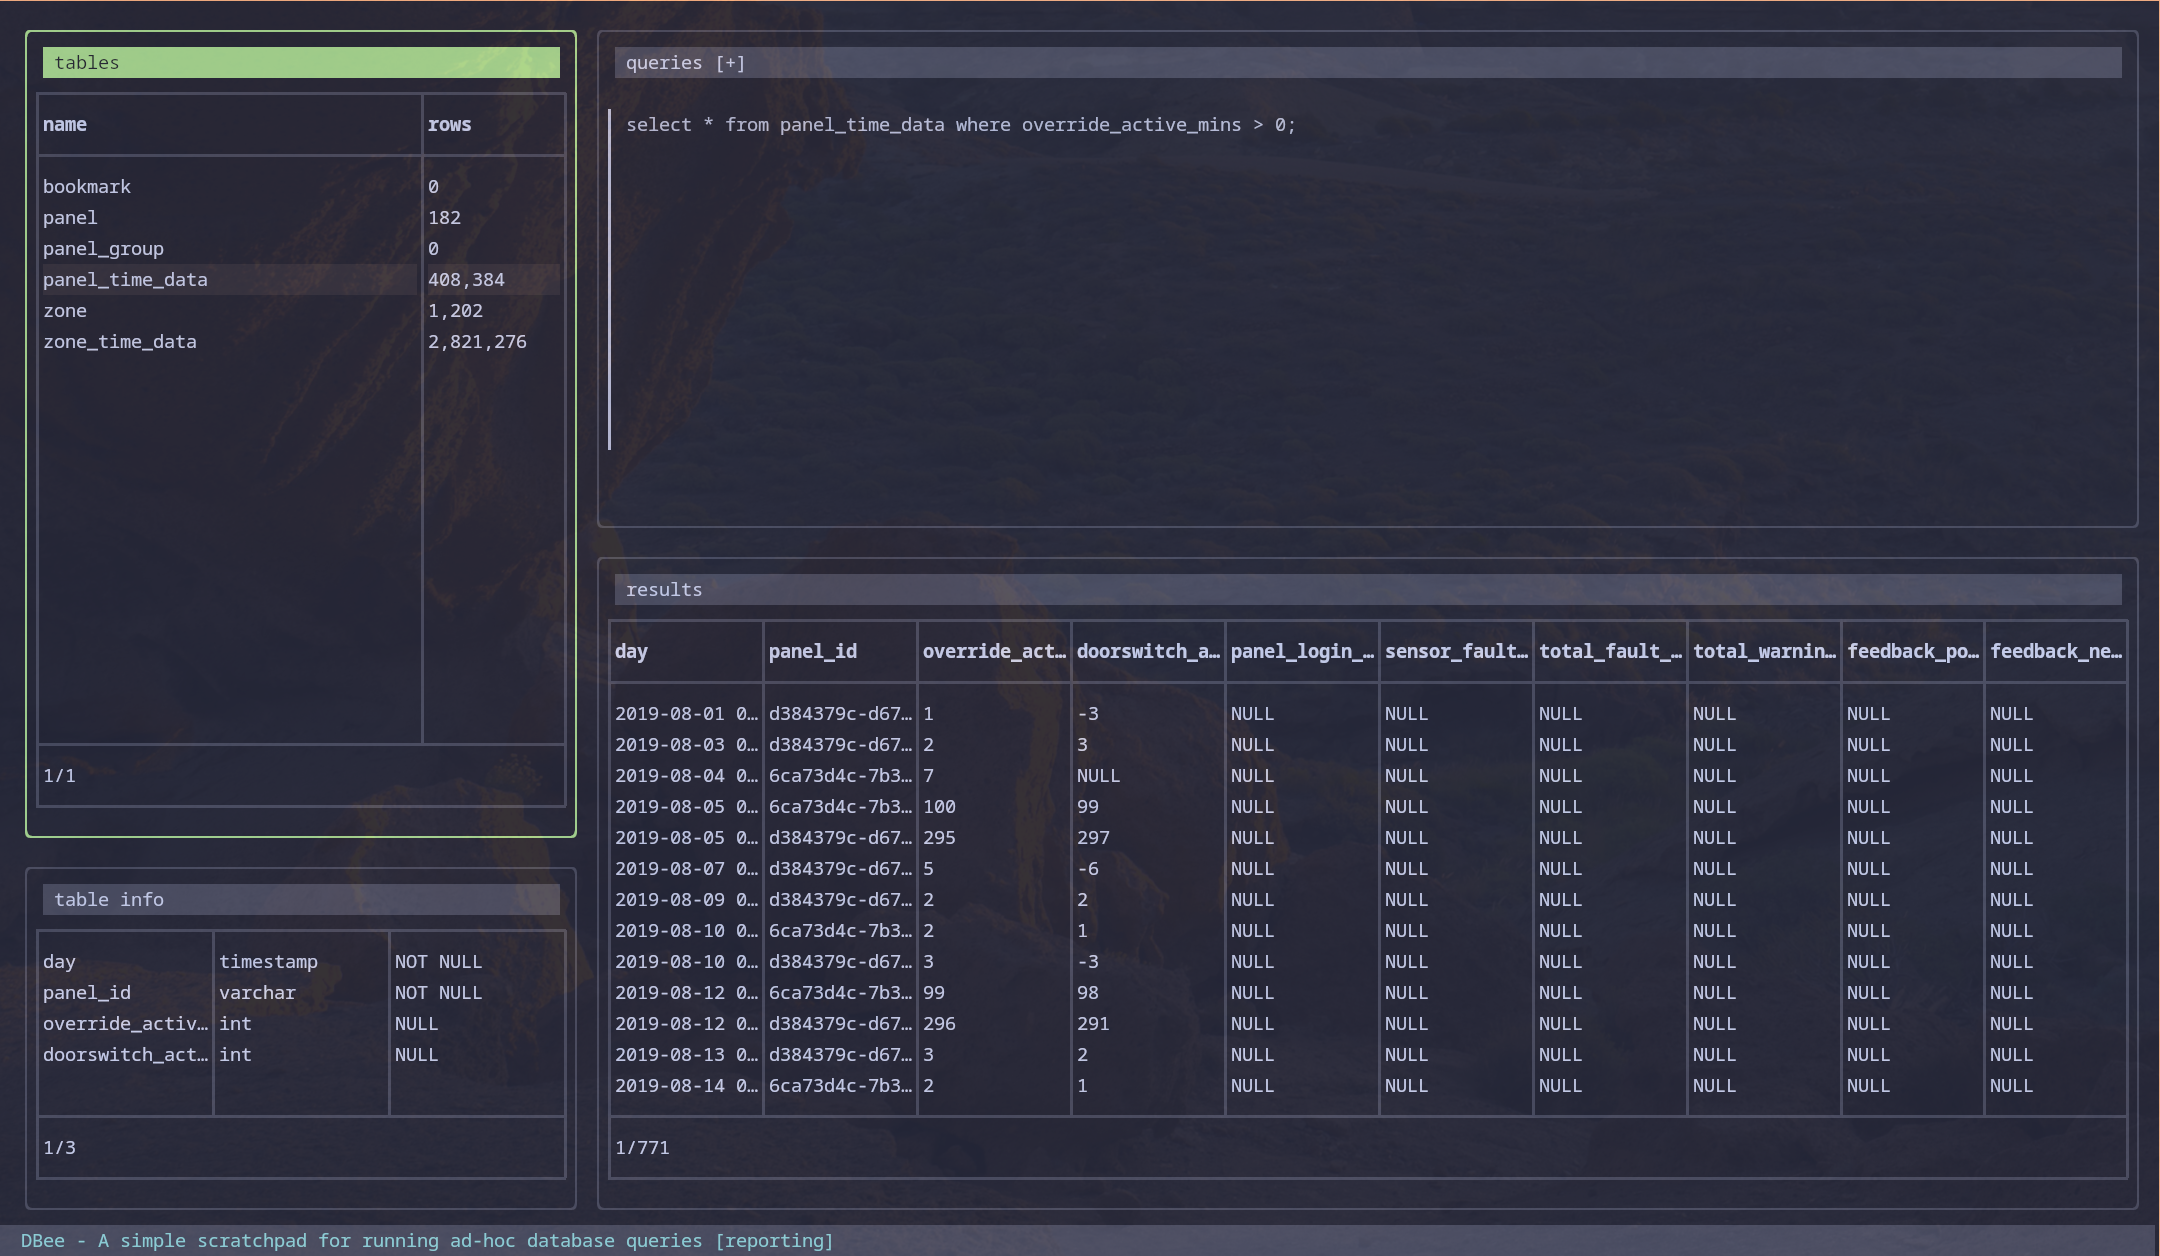 tables
name rows
bookmark 0
panel 182
panel_group 0
panel_time_data 408,384
zone 1,202
zone_time_data 2,821,276
1/1
table info
day timestamp NOT NULL
panel_id varchar NOT NULL
override_activ… int NULL
doorswitch_act… int NULL
1/3
queries [+]
select * from panel_time_data where override_active_mins > 0;
results
day panel_id override_act… doorswitch_a… panel_login_… sensor_fault… total_fault_… total_warnin… feedback_po… feedback_ne…
2019-08-01 0… d384379c-d67… 1 -3 NULL NULL NULL NULL NULL NULL
2019-08-03 0… d384379c-d67… 2 3 NULL NULL NULL NULL NULL NULL
2019-08-04 0… 6ca73d4c-7b3… 7 NULL NULL NULL NULL NULL NULL NULL
2019-08-05 0… 6ca73d4c-7b3… 100 99 NULL NULL NULL NULL NULL NULL
2019-08-05 0… d384379c-d67… 295 297 NULL NULL NULL NULL NULL NULL
2019-08-07 0… d384379c-d67… 5 -6 NULL NULL NULL NULL NULL NULL
2019-08-09 0… d384379c-d67… 2 2 NULL NULL NULL NULL NULL NULL
2019-08-10 0… 6ca73d4c-7b3… 2 1 NULL NULL NULL NULL NULL NULL
2019-08-10 0… d384379c-d67… 3 -3 NULL NULL NULL NULL NULL NULL
2019-08-12 0… 6ca73d4c-7b3… 99 98 NULL NULL NULL NULL NULL NULL
2019-08-12 0… d384379c-d67… 296 291 NULL NULL NULL NULL NULL NULL
2019-08-13 0… d384379c-d67… 3 2 NULL NULL NULL NULL NULL NULL
2019-08-14 0… 6ca73d4c-7b3… 2 1 NULL NULL NULL NULL NULL NULL
1/771
DBee - A simple scratchpad for running ad-hoc database queries [reporting]